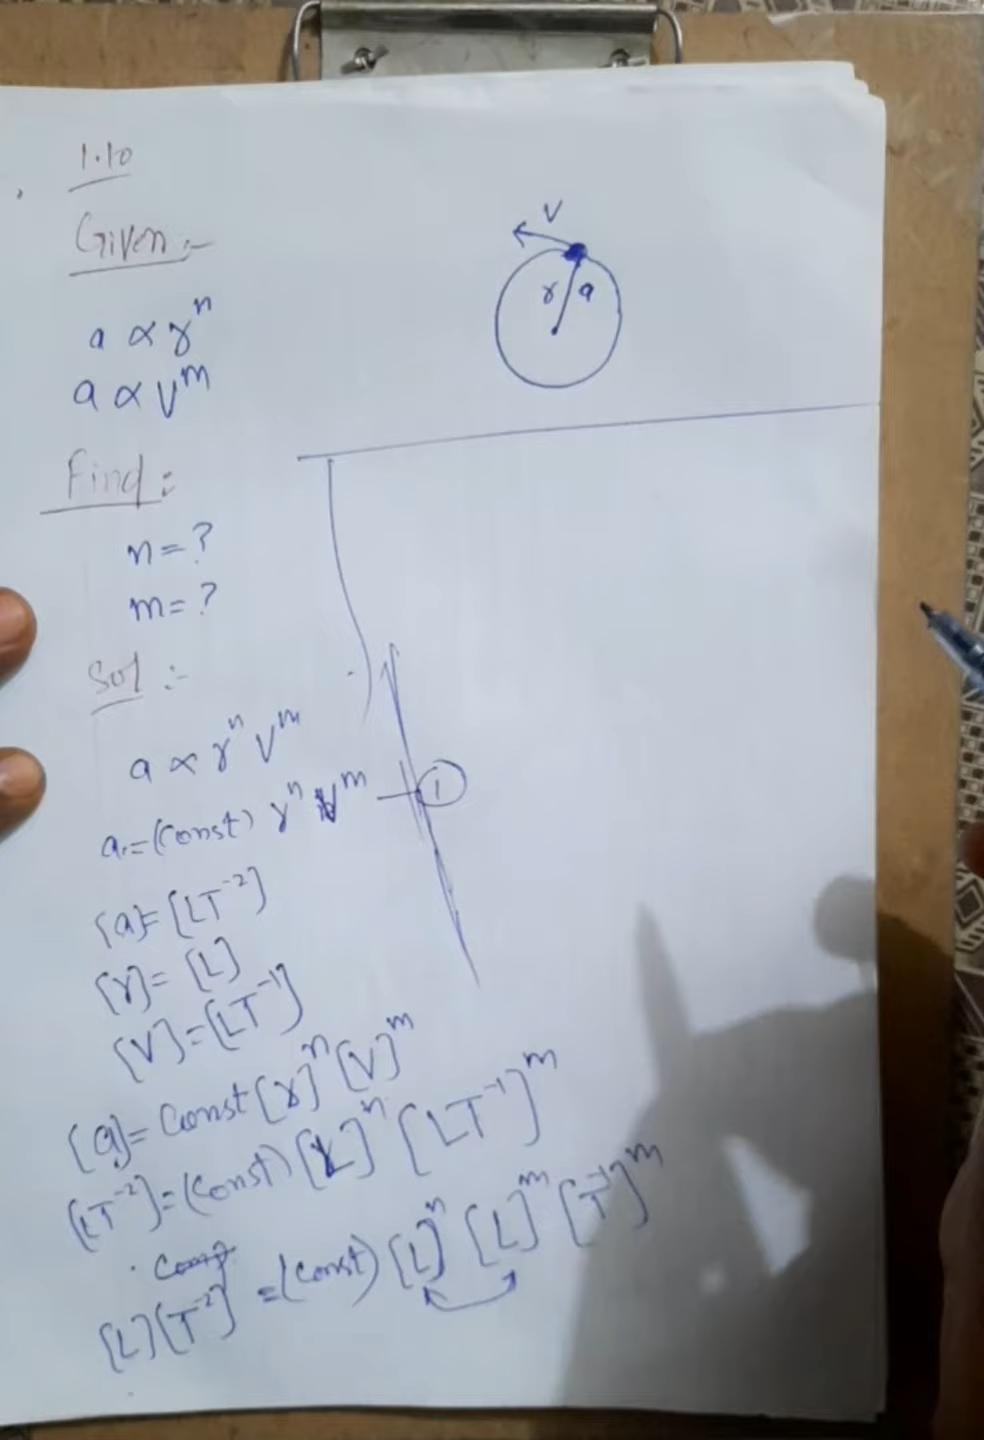 1.10
Given :-
a ∝ r^n
a ∝ V^m
V
r a
Find :
n = ?
m = ?
Sol :-
a ∝ r^n V^m
a = (Const) r^n V^m — ①
[a] = [LT^-2]
[r] = [L]
[V] = [LT^-1]
[a] = Const [r]^n [V]^m
[LT^-2] = (Const) [L]^n [LT^-1]^m
[L][T^-2] = (Const) [L]^n [L]^m [T^-1]^m